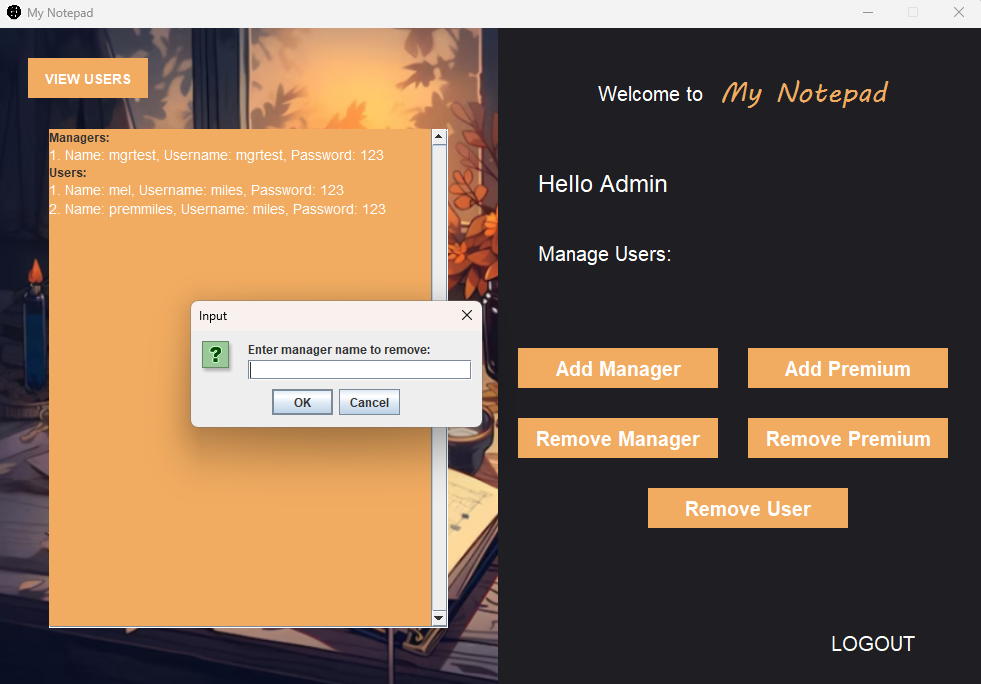 My Notepad
VIEW USERS
Managers:
1. Name: mgrtest, Username: mgrtest, Password: 123
Users:
1. Name: mel, Username: miles, Password: 123
2. Name: premmiles, Username: miles, Password: 123
Input
?
Enter manager name to remove:
OK Cancel
Welcome to My Notepad
Hello Admin
Manage Users:
Add Manager Add Premium
Remove Manager Remove Premium
Remove User
LOGOUT